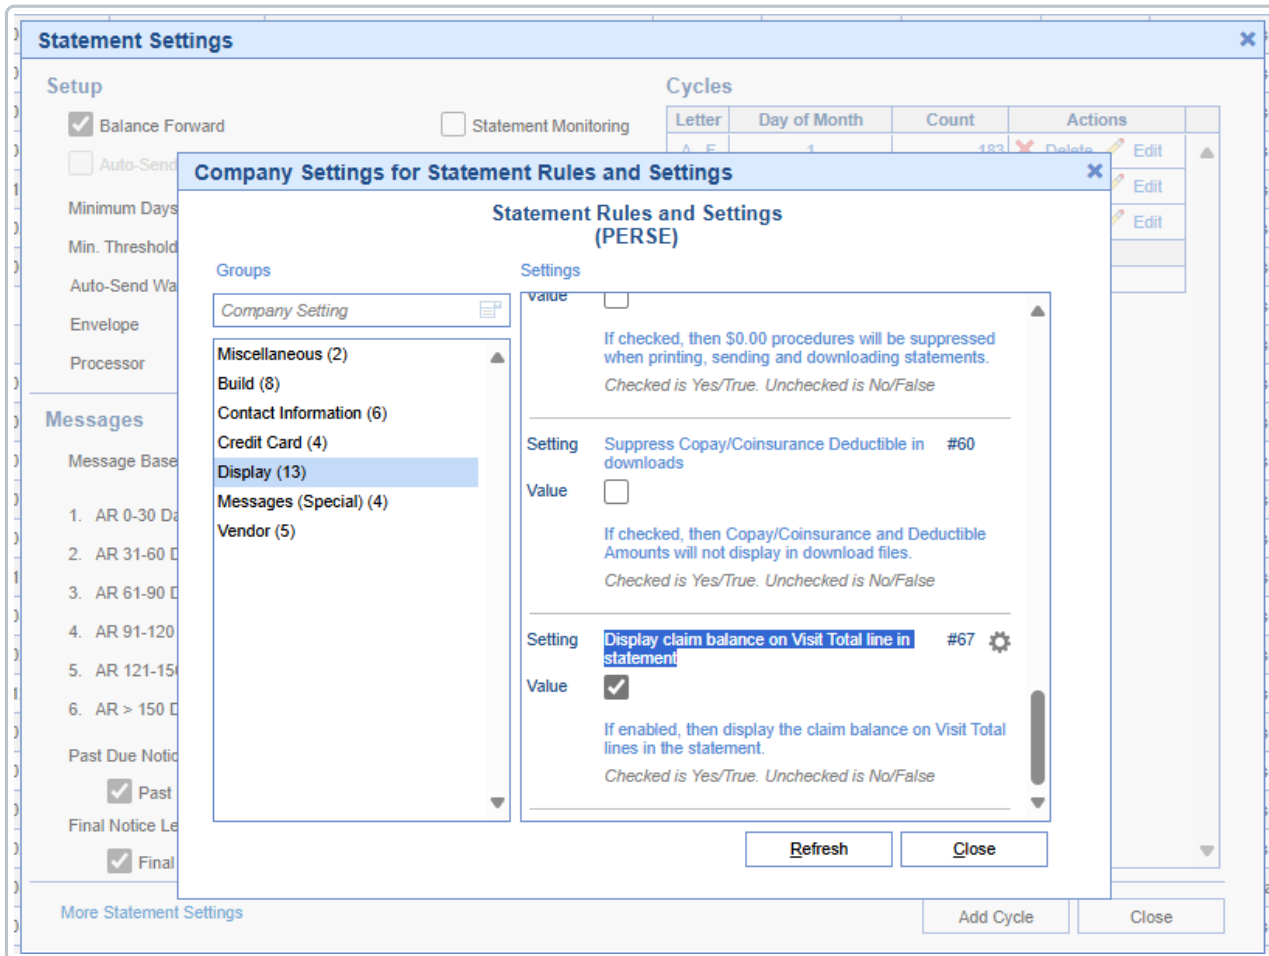 Statement Settings
Setup
Balance Forward
Statement Monitoring
Auto-Send
Minimum Days
Min. Threshold
Auto-Send Wa
Envelope
Processor
Messages
Message Base
1. AR 0-30 Da
2. AR 31-60 D
3. AR 61-90 D
4. AR 91-120
5. AR 121-15
6. AR > 150 D
Past Due Notic
Past
Final Notice Le
Final
More Statement Settings
Cycles
Letter Day of Month Count Actions
A F 1 183 Delete Edit
Edit
Edit
Add Cycle
Close
Company Settings for Statement Rules and Settings
Statement Rules and Settings
(PERSE)
Groups
Company Setting
Miscellaneous (2)
Build (8)
Contact Information (6)
Credit Card (4)
Display (13)
Messages (Special) (4)
Vendor (5)
Settings
Value
If checked, then $0.00 procedures will be suppressed
when printing, sending and downloading statements.
Checked is Yes/True. Unchecked is No/False
Setting Suppress Copay/Coinsurance Deductible in #60
downloads
Value
If checked, then Copay/Coinsurance and Deductible
Amounts will not display in download files.
Checked is Yes/True. Unchecked is No/False
Setting Display claim balance on Visit Total line in #67
statement
Value
If enabled, then display the claim balance on Visit Total
lines in the statement.
Checked is Yes/True. Unchecked is No/False
Refresh
Close